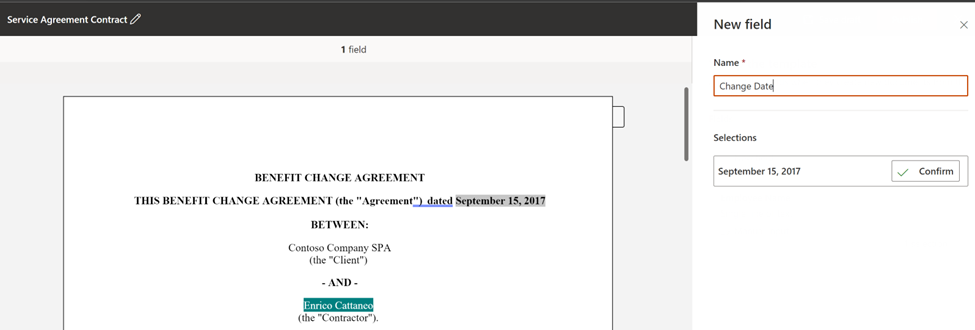 Service Agreement Contract
1 field
BENEFIT CHANGE AGREEMENT
THIS BENEFIT CHANGE AGREEMENT (the "Agreement") dated September 15, 2017
BETWEEN:
Contoso Company SPA
(the "Client")
- AND -
Enrico Cattaneo
(the "Contractor").
New field
Name *
Change Date
Selections
September 15, 2017
Confirm